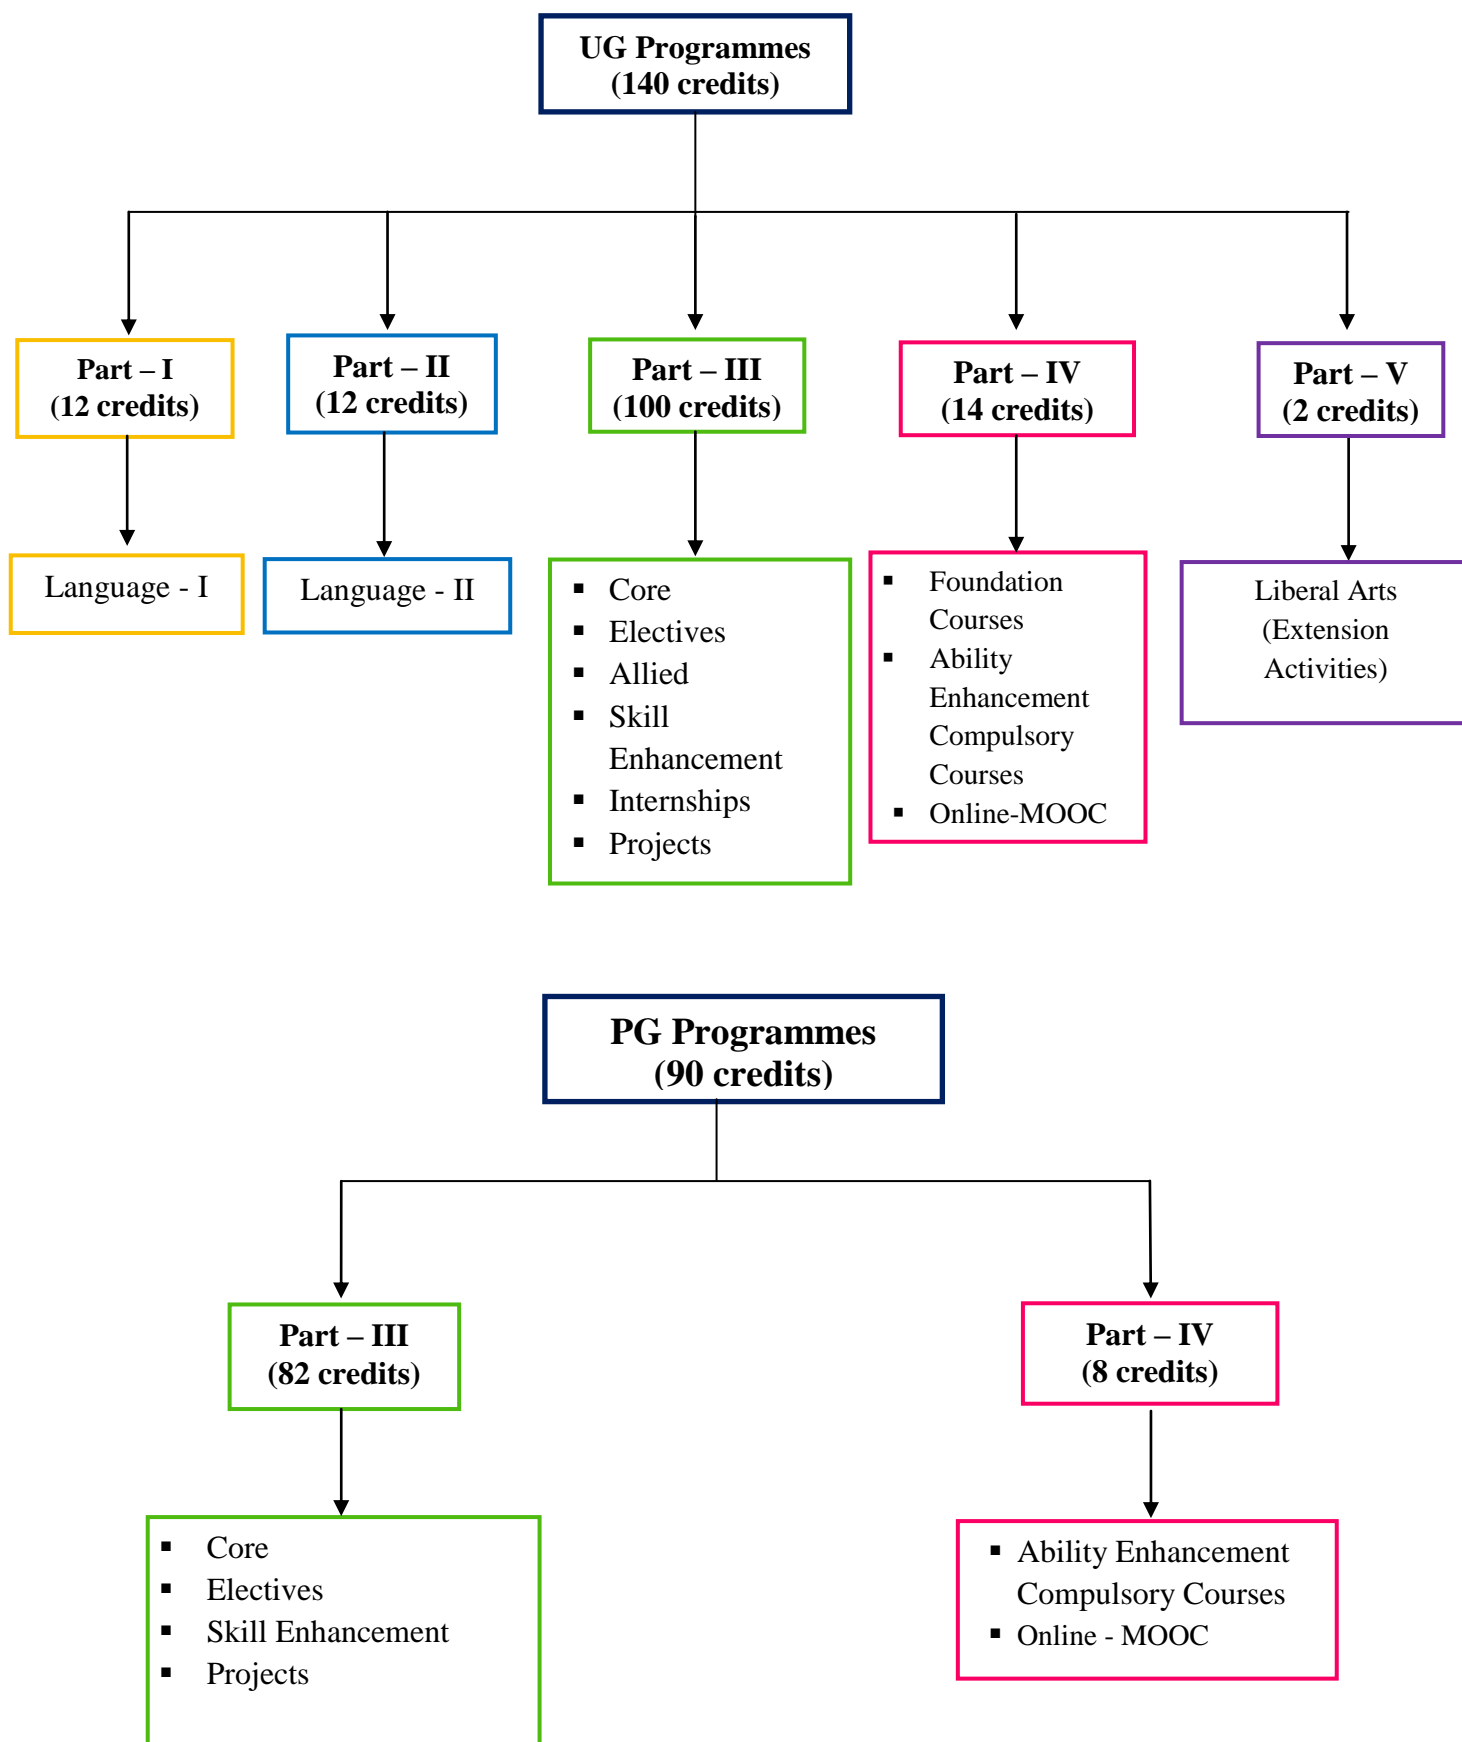 UG Programmes
(140 credits)
Part – I
(12 credits)
Part – II
(12 credits)
Part – III
(100 credits)
Part – IV
(14 credits)
Part – V
(2 credits)
Language - I
Language - II
▪ Core
▪ Electives
▪ Allied
▪ Skill
Enhancement
▪ Internships
▪ Projects
▪ Foundation
Courses
▪ Ability
Enhancement
Compulsory
Courses
▪ Online-MOOC
Liberal Arts
(Extension
Activities)
PG Programmes
(90 credits)
Part – III
(82 credits)
Part – IV
(8 credits)
▪ Core
▪ Electives
▪ Skill Enhancement
▪ Projects
▪ Ability Enhancement
Compulsory Courses
▪ Online - MOOC